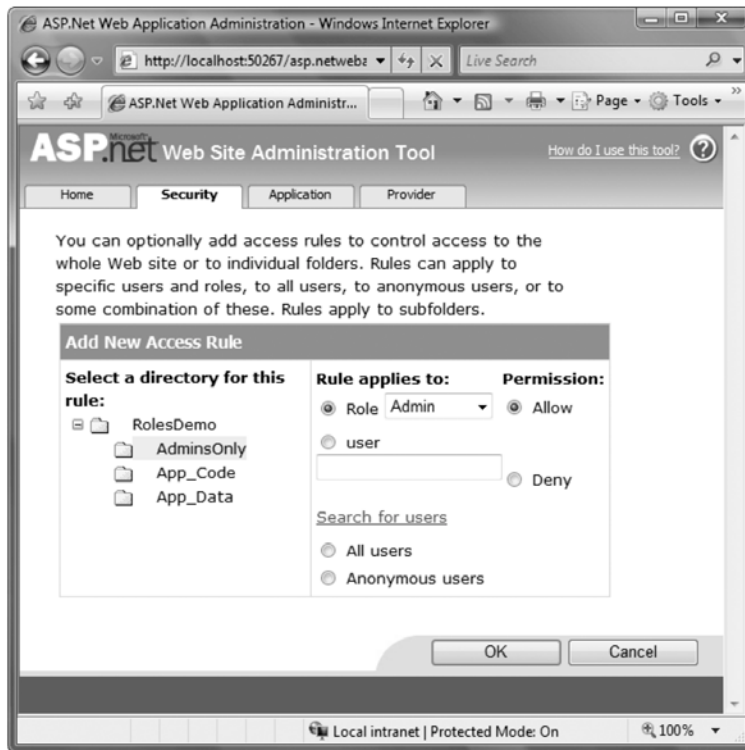 ASP.Net Web Application Administration - Windows Internet Explorer
http://localhost:50267/asp.netweba
Live Search
ASP.Net Web Application Administr...
Page
Tools
»
Microsoft
ASP.net Web Site Administration Tool
How do I use this tool? ?
Home
Security
Application
Provider
You can optionally add access rules to control access to the
whole Web site or to individual folders. Rules can apply to
specific users and roles, to all users, to anonymous users, or to
some combination of these. Rules apply to subfolders.
Add New Access Rule
Select a directory for this
rule:
RolesDemo
AdminsOnly
App_Code
App_Data
Rule applies to:
Role Admin
user
Search for users
All users
Anonymous users
Permission:
Allow
Deny
OK
Cancel
Local intranet | Protected Mode: On
100%